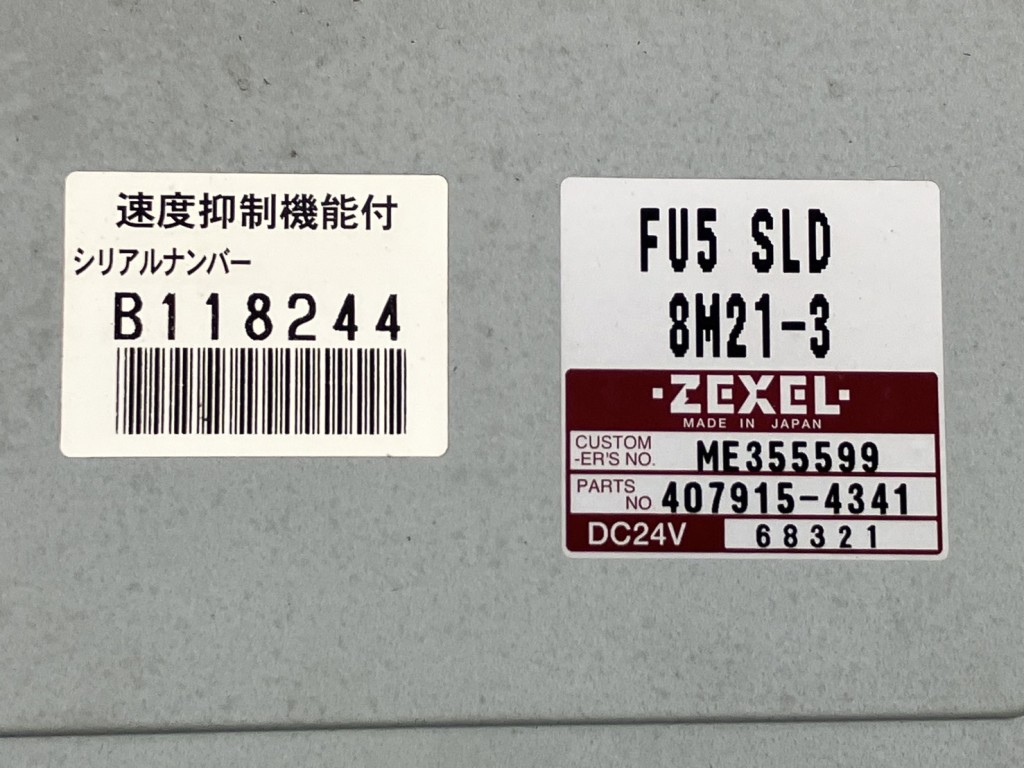 速度抑制機能付
シリアルナンバー
B118244
FU5 SLD
8M21-3
·ZEXEL·
MADE IN JAPAN
CUSTOM
-ER'S NO.
ME355599
PARTS
NO
407915-4341
DC24V
68321